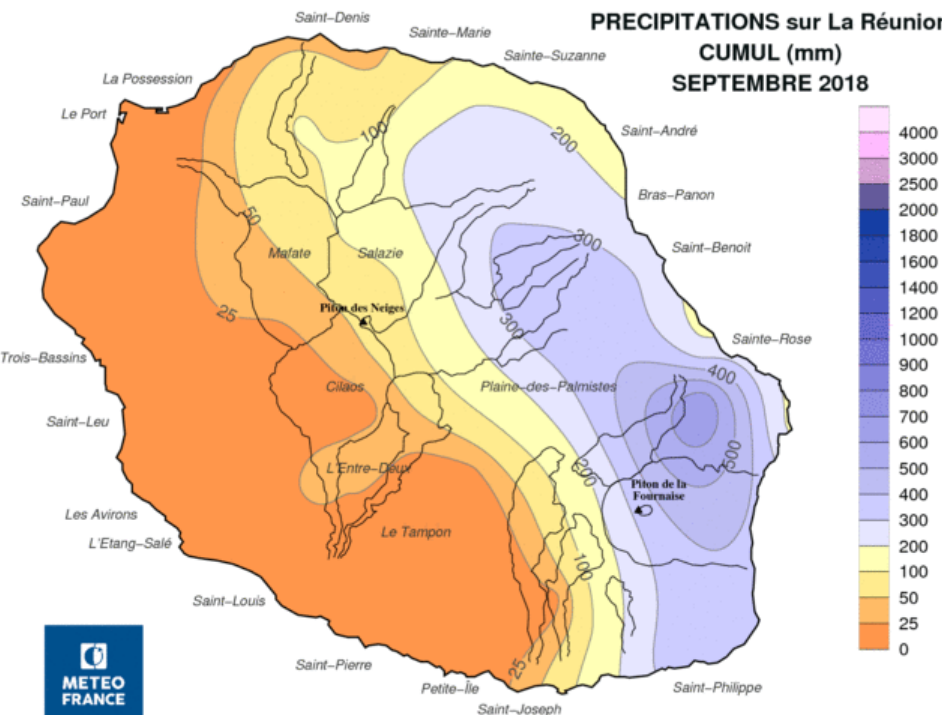 PRECIPITATIONS sur La Réunion
CUMUL (mm)
SEPTEMBRE 2018
Saint-Denis
Sainte-Marie
Sainte-Suzanne
La Possession
Le Port
Saint-André
Saint-Paul
Bras-Panon
Saint-Benoit
Mafate
Salazie
Piton des Neiges
Sainte-Rose
Trois-Bassins
Cilaos
Plaine-des-Palmistes
Saint-Leu
L'Entre-Deux
Piton de la
Fournaise
Les Avirons
L'Etang-Salé
Le Tampon
Saint-Louis
Saint-Pierre
Petite-Île
Saint-Joseph
Saint-Philippe
100
200
50
300
25
300
400
500
200
100
25
4000
3000
2500
2000
1800
1600
1400
1200
1000
900
800
700
600
500
400
300
200
100
50
25
0
METEO
FRANCE